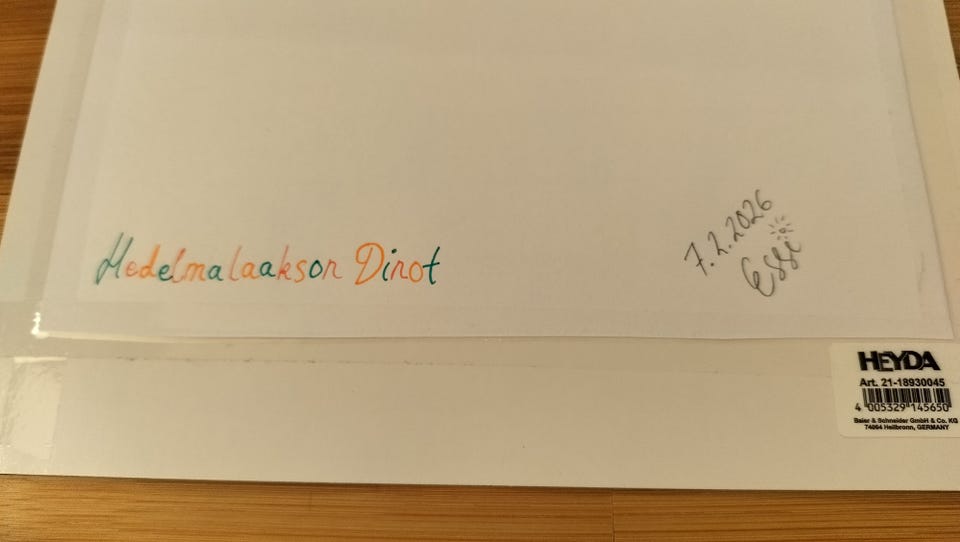 Hedelmalaakson Dinot
7.2.2026
Essi
HEYDA
Art. 21-18930045
4 005329 145650
Baier & Schneider GmbH & Co. KG
74064 Heilbronn, GERMANY